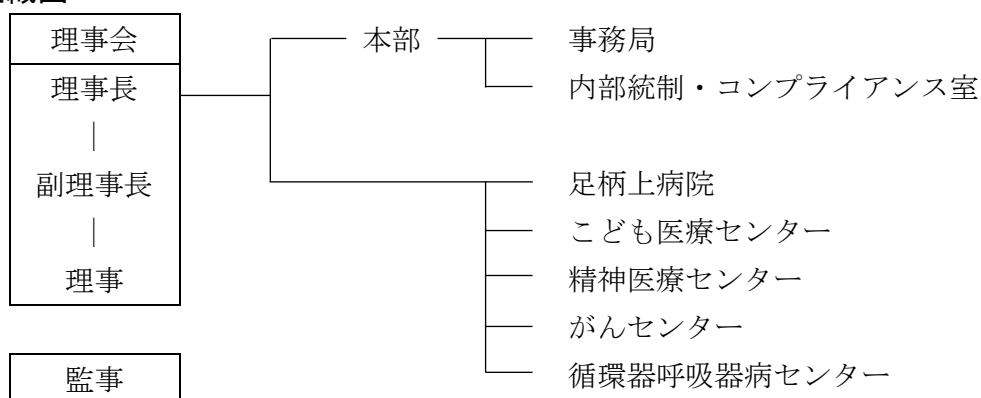 理事会
理事長
｜
副理事長
｜
理事
監事
本部
事務局
内部統制・コンプライアンス室
足柄上病院
こども医療センター
精神医療センター
がんセンター
循環器呼吸器病センター